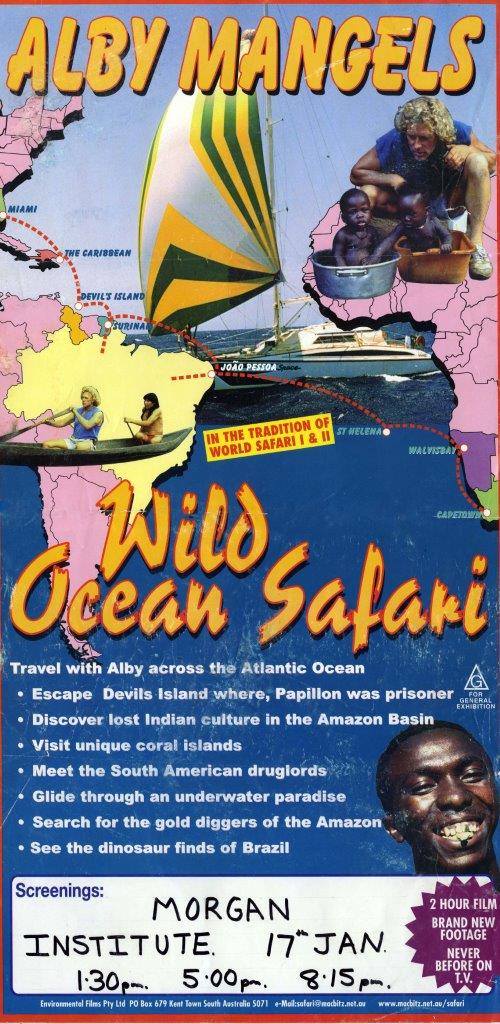 ALBY MANGELS
MIAMI
THE CARIBBEAN
DEVIL'S ISLAND
SURINAM
JOÃO PESSOA
IN THE TRADITION OF
WORLD SAFARI I & II
ST HELENA
WALVISBAY
CAPETOWN
Wild
Ocean Safari
Travel with Alby across the Atlantic Ocean
• Escape Devils Island where, Papillon was prisoner
• Discover lost Indian culture in the Amazon Basin
• Visit unique coral islands
• Meet the South American druglords
• Glide through an underwater paradise
• Search for the gold diggers of the Amazon
• See the dinosaur finds of Brazil
G
FOR
GENERAL
EXHIBITION
Screenings:
MORGAN
INSTITUTE. 17th JAN.
1.30pm. 5.00pm. 8.15pm.
2 HOUR FILM
BRAND NEW
FOOTAGE
NEVER
BEFORE ON
T.V.
Environmental Films Pty Ltd PO Box 679 Kent Town South Australia 5071 e-Mail:safari@macbitz.net.au www.macbitz.net.au/safari